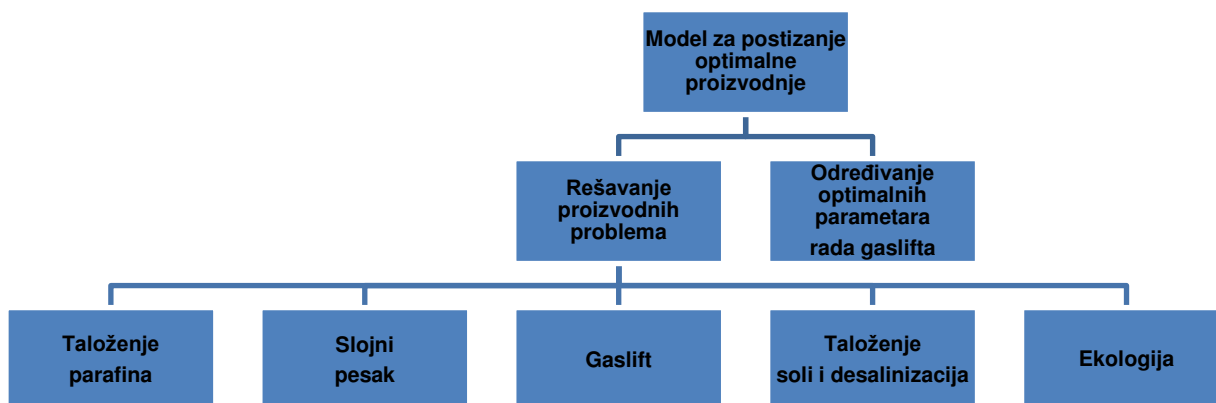 Model za postizanje
optimalne
proizvodnje
Rešavanje
proizvodnih
problema
Određivanje
optimalnih
parametara
rada gaslifta
Taloženje
parafina
Slojni
pesak
Gaslift
Taloženje
soli i desalinizacija
Ekologija